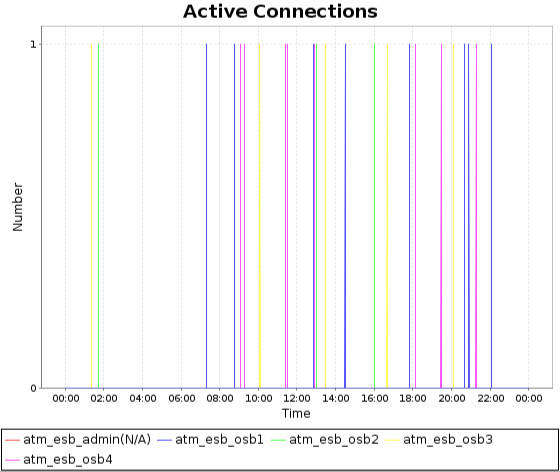 Active Connections
1
Number
0
00:00 02:00 04:00 06:00 08:00 10:00 12:00 14:00 16:00 18:00 20:00 22:00 00:00
Time
atm_esb_admin(N/A) atm_esb_osb1 atm_esb_osb2 atm_esb_osb3
atm_esb_osb4